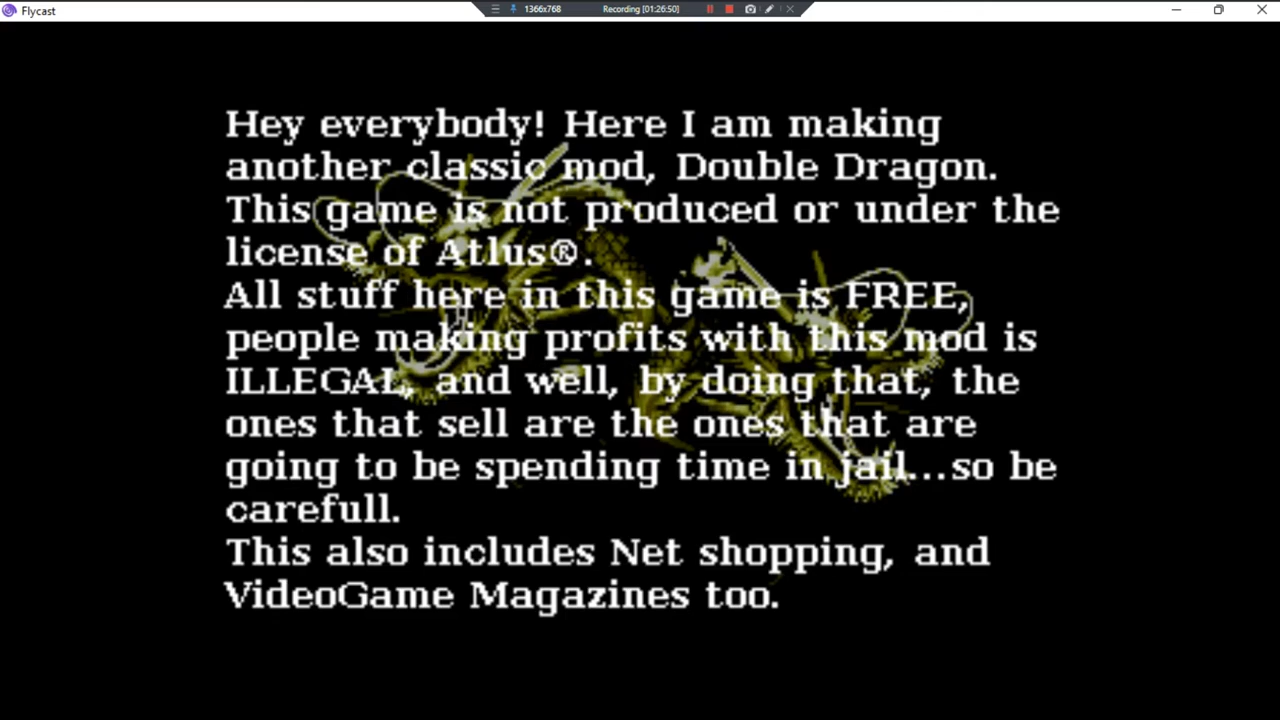 Flycast
1366x768
Recording [01:26:50]
Hey everybody! Here I am making
another classic mod, Double Dragon.
This game is not produced or under the
license of Atlus®.
All stuff here in this game is FREE,
people making profits with this mod is
ILLEGAL, and well, by doing that, the
ones that sell are the ones that are
going to be spending time in jail...so be
carefull.
This also includes Net shopping, and
VideoGame Magazines too.